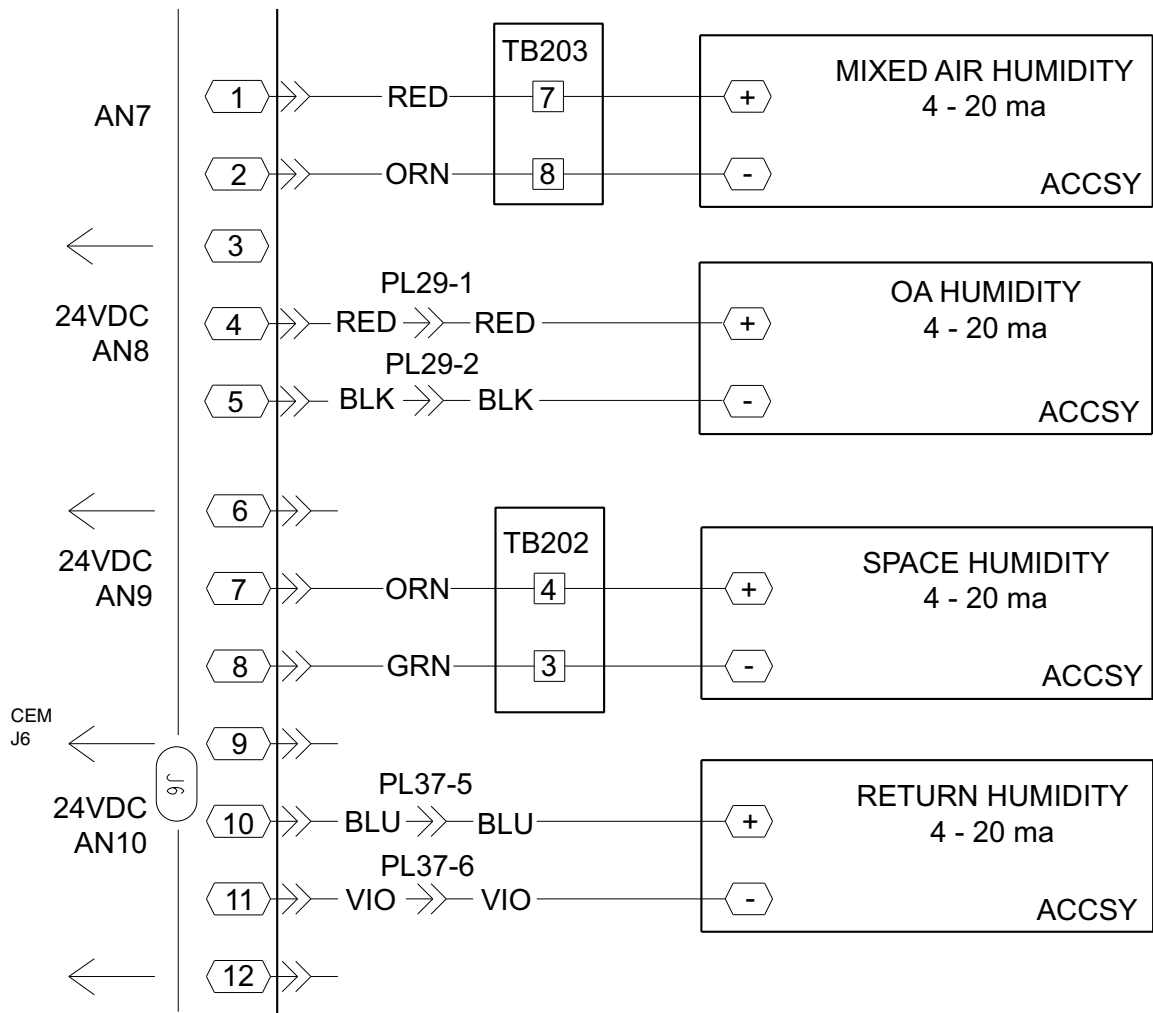 TB203
MIXED AIR HUMIDITY
4 - 20 ma
ACCSY
AN7
1
RED
7
+
2
ORN
8
-
3
24VDC
AN8
PL29-1
4
RED
RED
+
OA HUMIDITY
4 - 20 ma
ACCSY
PL29-2
5
BLK
BLK
-
6
24VDC
AN9
TB202
7
ORN
4
+
SPACE HUMIDITY
4 - 20 ma
ACCSY
8
GRN
3
-
CEM
J6
9
J6
24VDC
AN10
PL37-5
10
BLU
BLU
+
RETURN HUMIDITY
4 - 20 ma
ACCSY
PL37-6
11
VIO
VIO
-
12